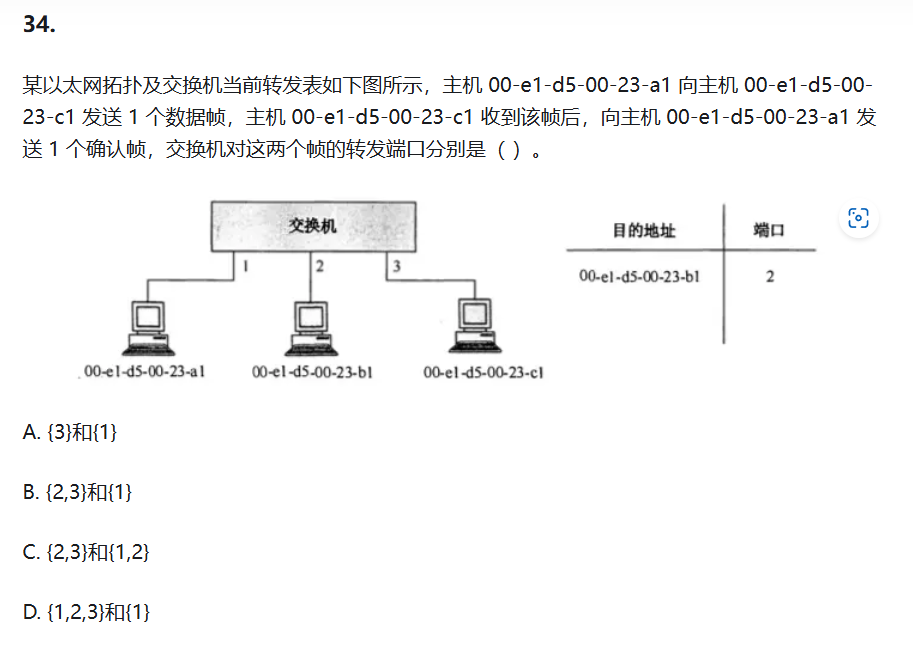 34.
某以太网拓扑及交换机当前转发表如下图所示，主机 00-e1-d5-00-23-a1 向主机 00-e1-d5-00-
23-c1 发送 1 个数据帧，主机 00-e1-d5-00-23-c1 收到该帧后，向主机 00-e1-d5-00-23-a1 发
送 1 个确认帧，交换机对这两个帧的转发端口分别是（ ）。
交换机
1 2 3
00-e1-d5-00-23-a1 00-e1-d5-00-23-b1 00-e1-d5-00-23-c1
目的地址 端口
00-e1-d5-00-23-b1 2
A. {3}和{1}
B. {2,3}和{1}
C. {2,3}和{1,2}
D. {1,2,3}和{1}